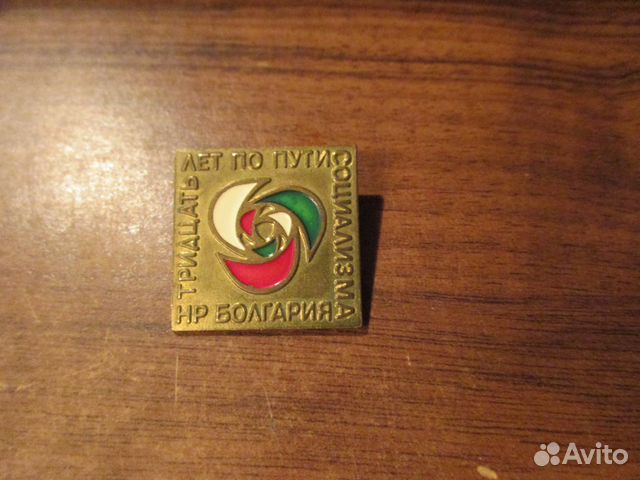 ТРИДЦАТЬ
ЛЕТ ПО ПУТИ
СОЦИАЛИЗМА
НР БОЛГАРИЯ
Avito